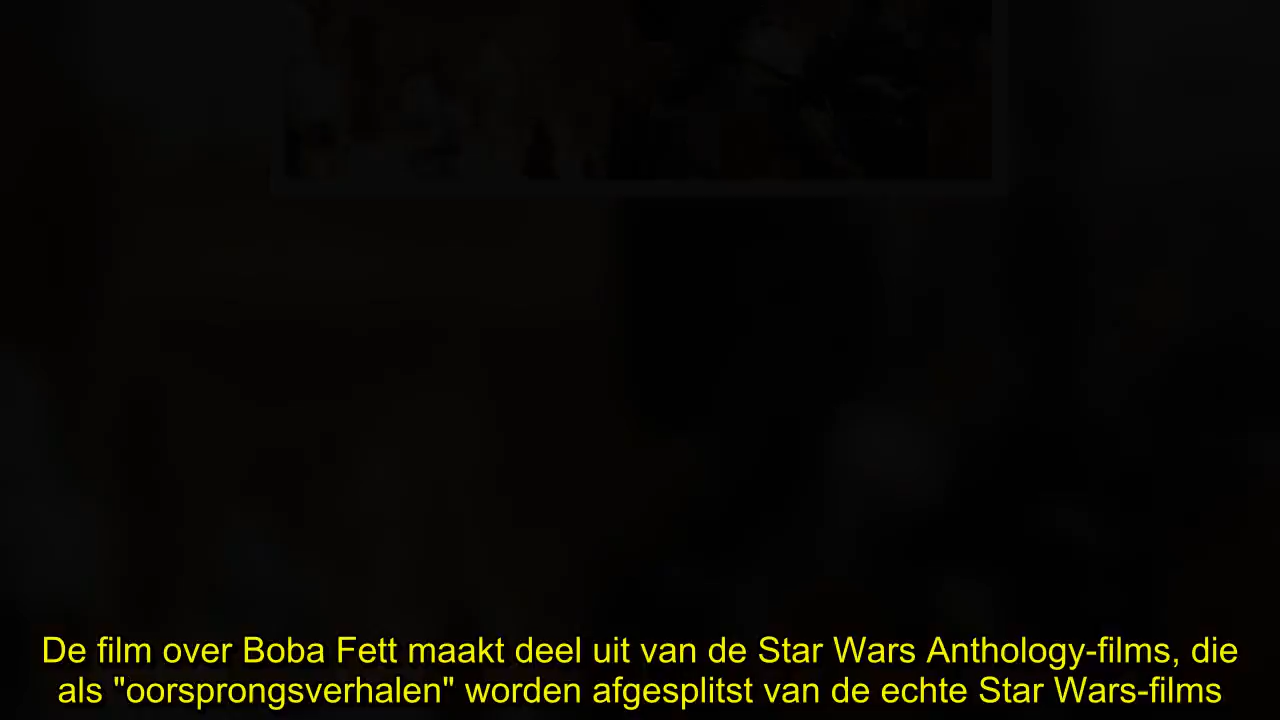 De film over Boba Fett maakt deel uit van de Star Wars Anthology-films, die
als "oorsprongsverhalen" worden afgesplitst van de echte Star Wars-films